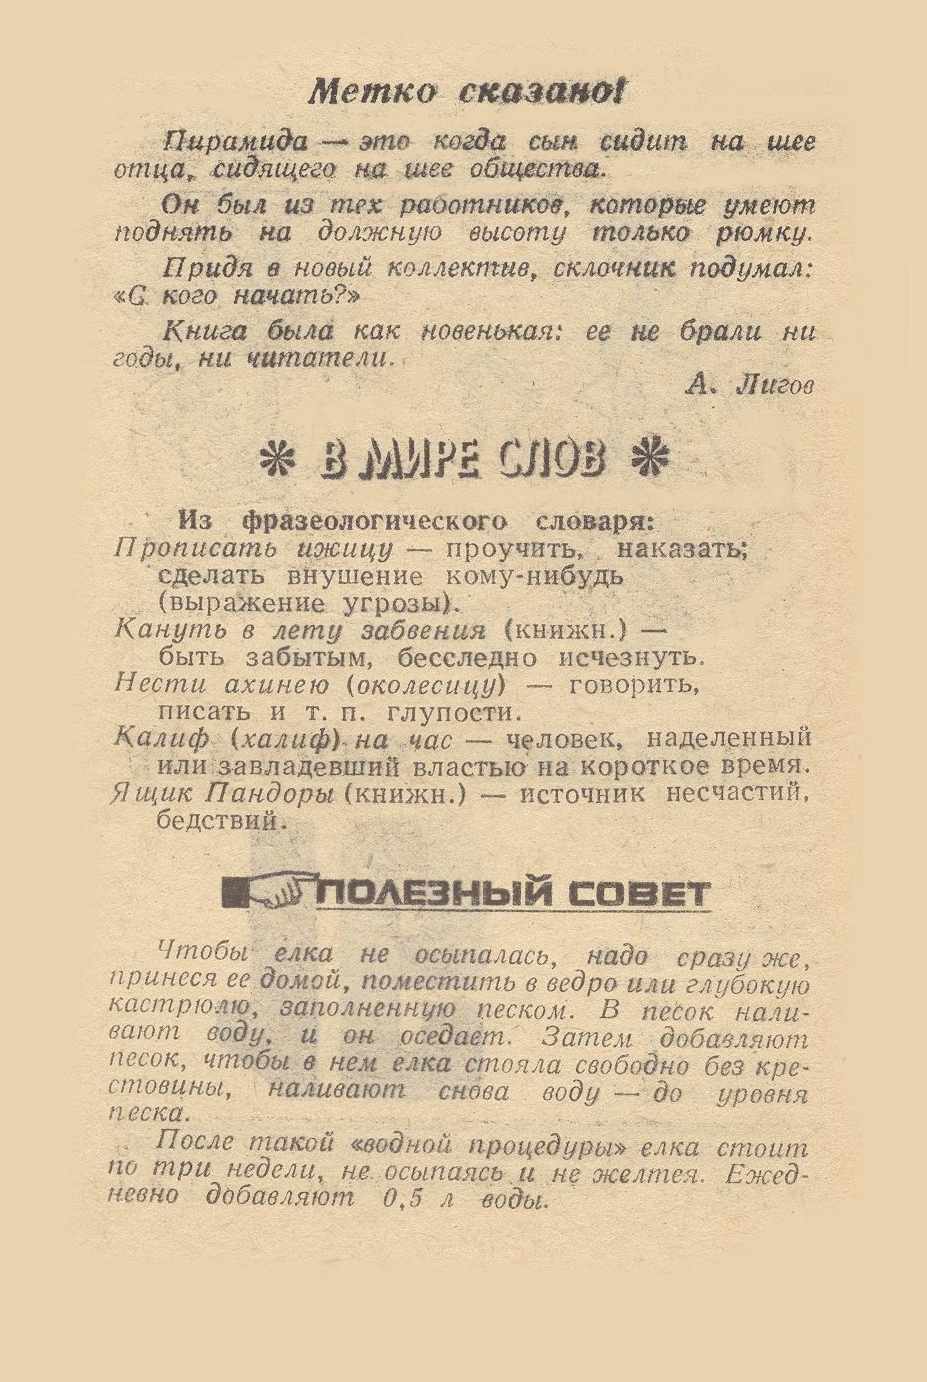 Метко сказано!
Пирамида — это когда сын сидит на шее
отца, сидящего на шее общества.
Он был из тех работников, которые умеют
поднять на должную высоту только рюмку.
Придя в новый коллектив, склочник подумал:
«С кого начать?»
Книга была как новенькая: ее не брали ни
годы, ни читатели.
А. Лигов
В МИРЕ СЛОВ
Из фразеологического словаря:
Прописать ижицу — проучить, наказать;
сделать внушение кому-нибудь
(выражение угрозы).
Кануть в лету забвения (книжн.) —
быть забытым, бесследно исчезнуть.
Нести ахинею (околесицу) — говорить,
писать и т. п. глупости.
Калиф (халиф) на час — человек, наделенный
или завладевший властью на короткое время.
Ящик Пандоры (книжн.) — источник несчастий,
бедствий.
ПОЛЕЗНЫЙ СОВЕТ
Чтобы елка не осыпалась, надо сразу же,
принеся ее домой, поместить в ведро или глубокую
кастрюлю, заполненную песком. В песок нали-
вают воду, и он оседает. Затем добавляют
песок, чтобы в нем елка стояла свободно без кре-
стовины, наливают снова воду — до уровня
песка.
После такой «водной процедуры» елка стоит
по три недели, не осыпаясь и не желтея. Ежед-
невно добавляют 0,5 л воды.